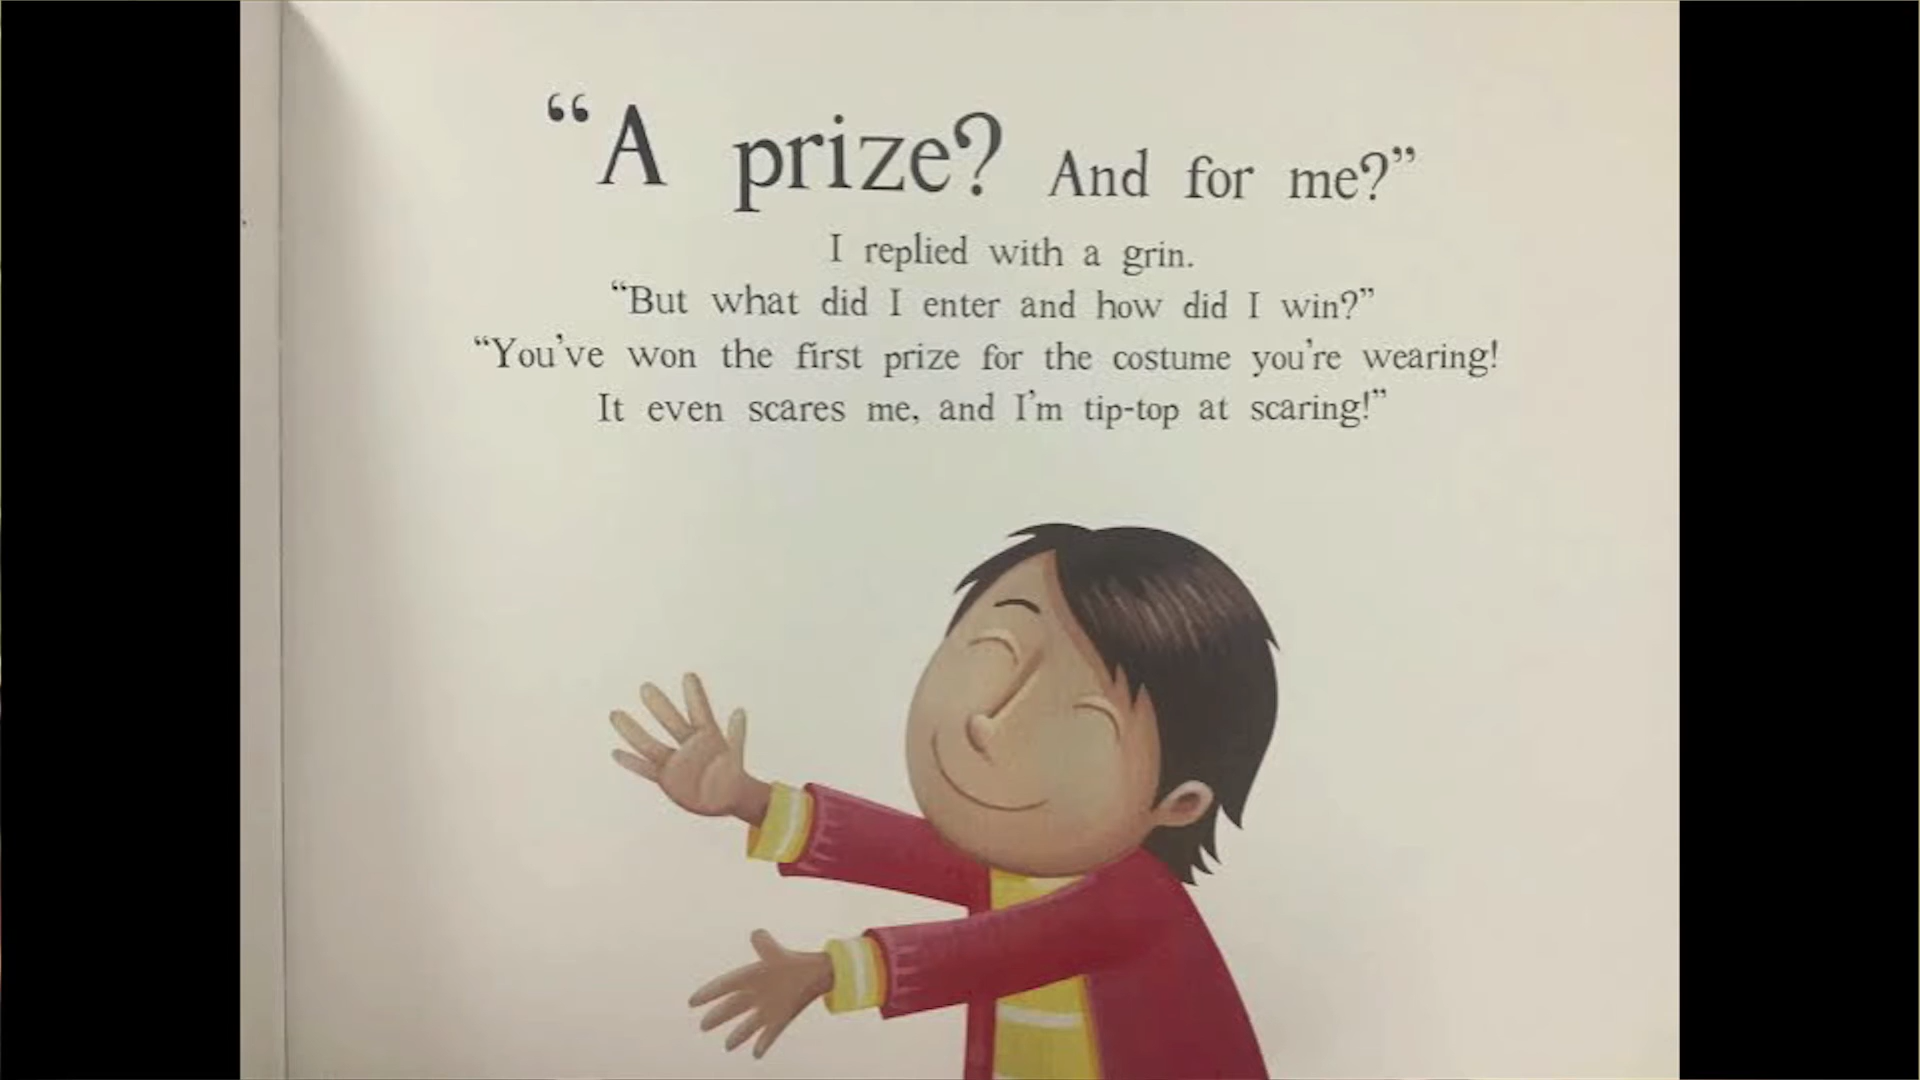 “A prize? And for me?”
I replied with a grin.
“But what did I enter and how did I win?”
“You’ve won the first prize for the costume you’re wearing!
It even scares me, and I’m tip-top at scaring!”